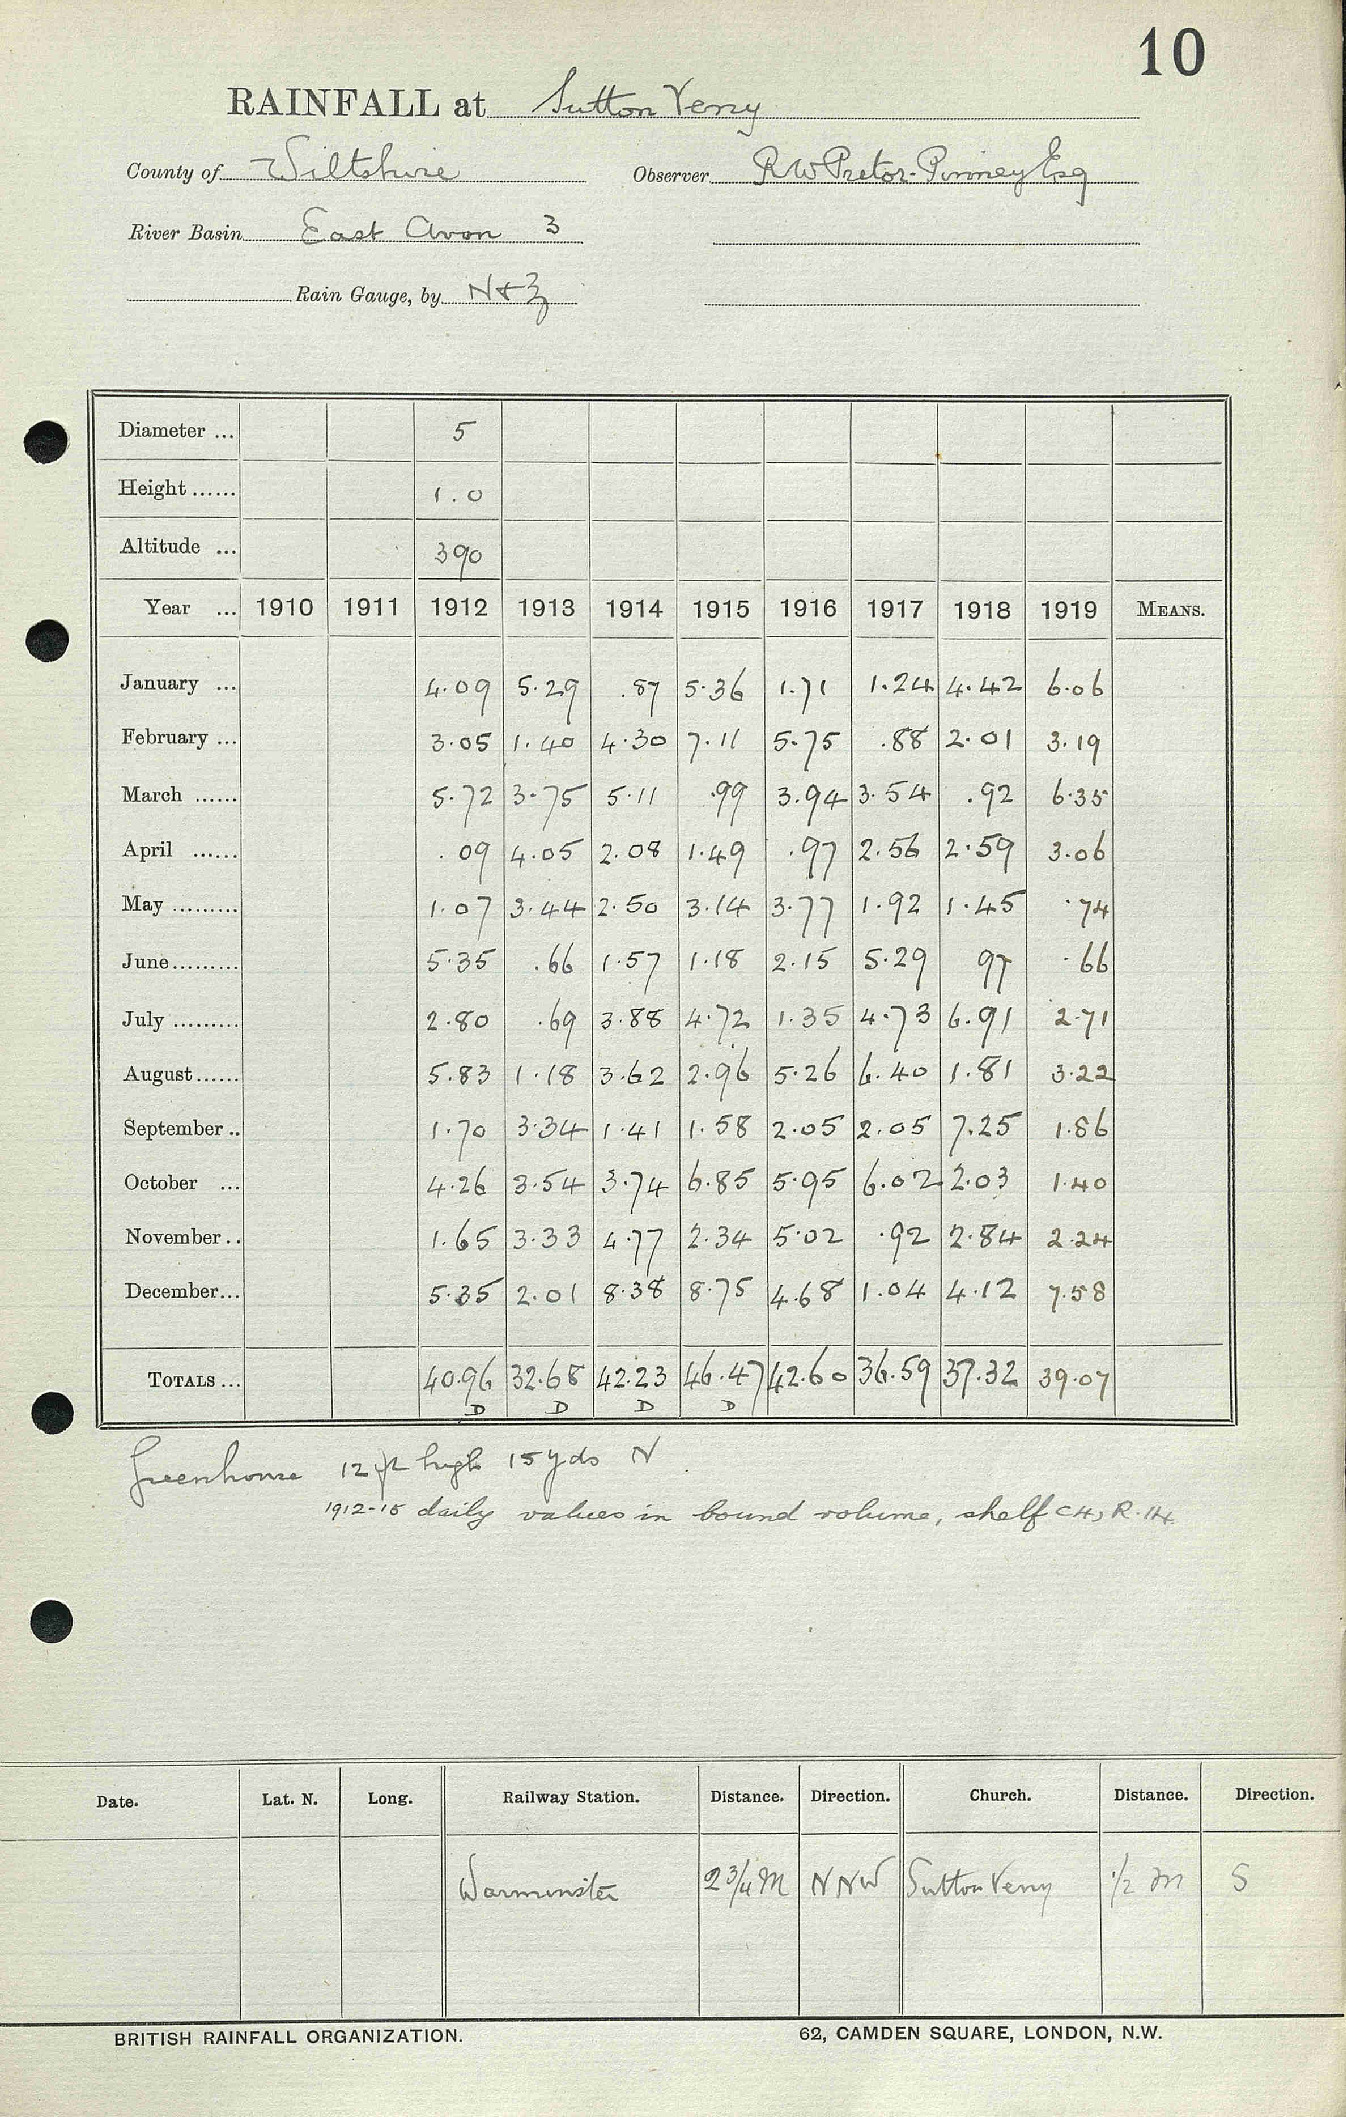 10
RAINFALL at Sutton Veny
County of Wiltshire Observer R W Pretor-Pinney Esq
River Basin East Avon 3
Rain Gauge, by N+Z
Diameter ... 5
Height ...... 1.0
Altitude ... 390
Year ... 1910 1911 1912 1913 1914 1915 1916 1917 1918 1919 MEANS.
January ... 4.09 5.29 .87 5.36 1.71 1.24 4.42 6.06
February ... 3.05 1.40 4.30 7.11 5.75 .88 2.01 3.19
March ...... 5.72 3.75 5.11 .99 3.94 3.54 .92 6.35
April ...... .09 4.05 2.08 1.49 .97 2.56 2.59 3.06
May ......... 1.07 3.44 2.50 3.14 3.77 1.92 1.45 .74
June......... 5.35 .66 1.57 1.18 2.15 5.29 97 .66
July ......... 2.80 .69 3.88 4.72 1.35 4.73 6.91 2.71
August...... 5.83 1.18 3.62 2.96 5.26 6.40 1.81 3.22
September.. 1.70 3.34 1.41 1.58 2.05 2.05 7.25 1.86
October ... 4.26 3.54 3.74 6.85 5.95 6.02 2.03 1.40
November.. 1.65 3.33 4.77 2.34 5.02 .92 2.84 2.24
December... 5.35 2.01 8.38 8.75 4.68 1.04 4.12 7.58
TOTALS ... 40.96 32.68 42.23 46.47 42.60 36.59 37.32 39.07
D D D D
Greenhouse 12 ft high 15 yds N.
1912-15 daily values in bound volume, shelf C4, R.14
Date. Lat. N. Long. Railway Station. Distance. Direction. Church. Distance. Direction.
Warminster 2 3/4 M NNW Sutton Veny 1/2 m S
BRITISH RAINFALL ORGANIZATION. 62, CAMDEN SQUARE, LONDON, N.W.